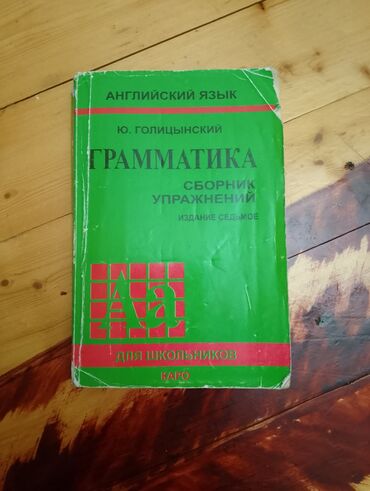 АНГЛИЙСКИЙ ЯЗЫК
Ю. ГОЛИЦЫНСКИЙ
ГРАММАТИКА
СБОРНИК
УПРАЖНЕНИЙ
ИЗДАНИЕ СЕДЬМОЕ
ДЛЯ ШКОЛЬНИКОВ
КАРО